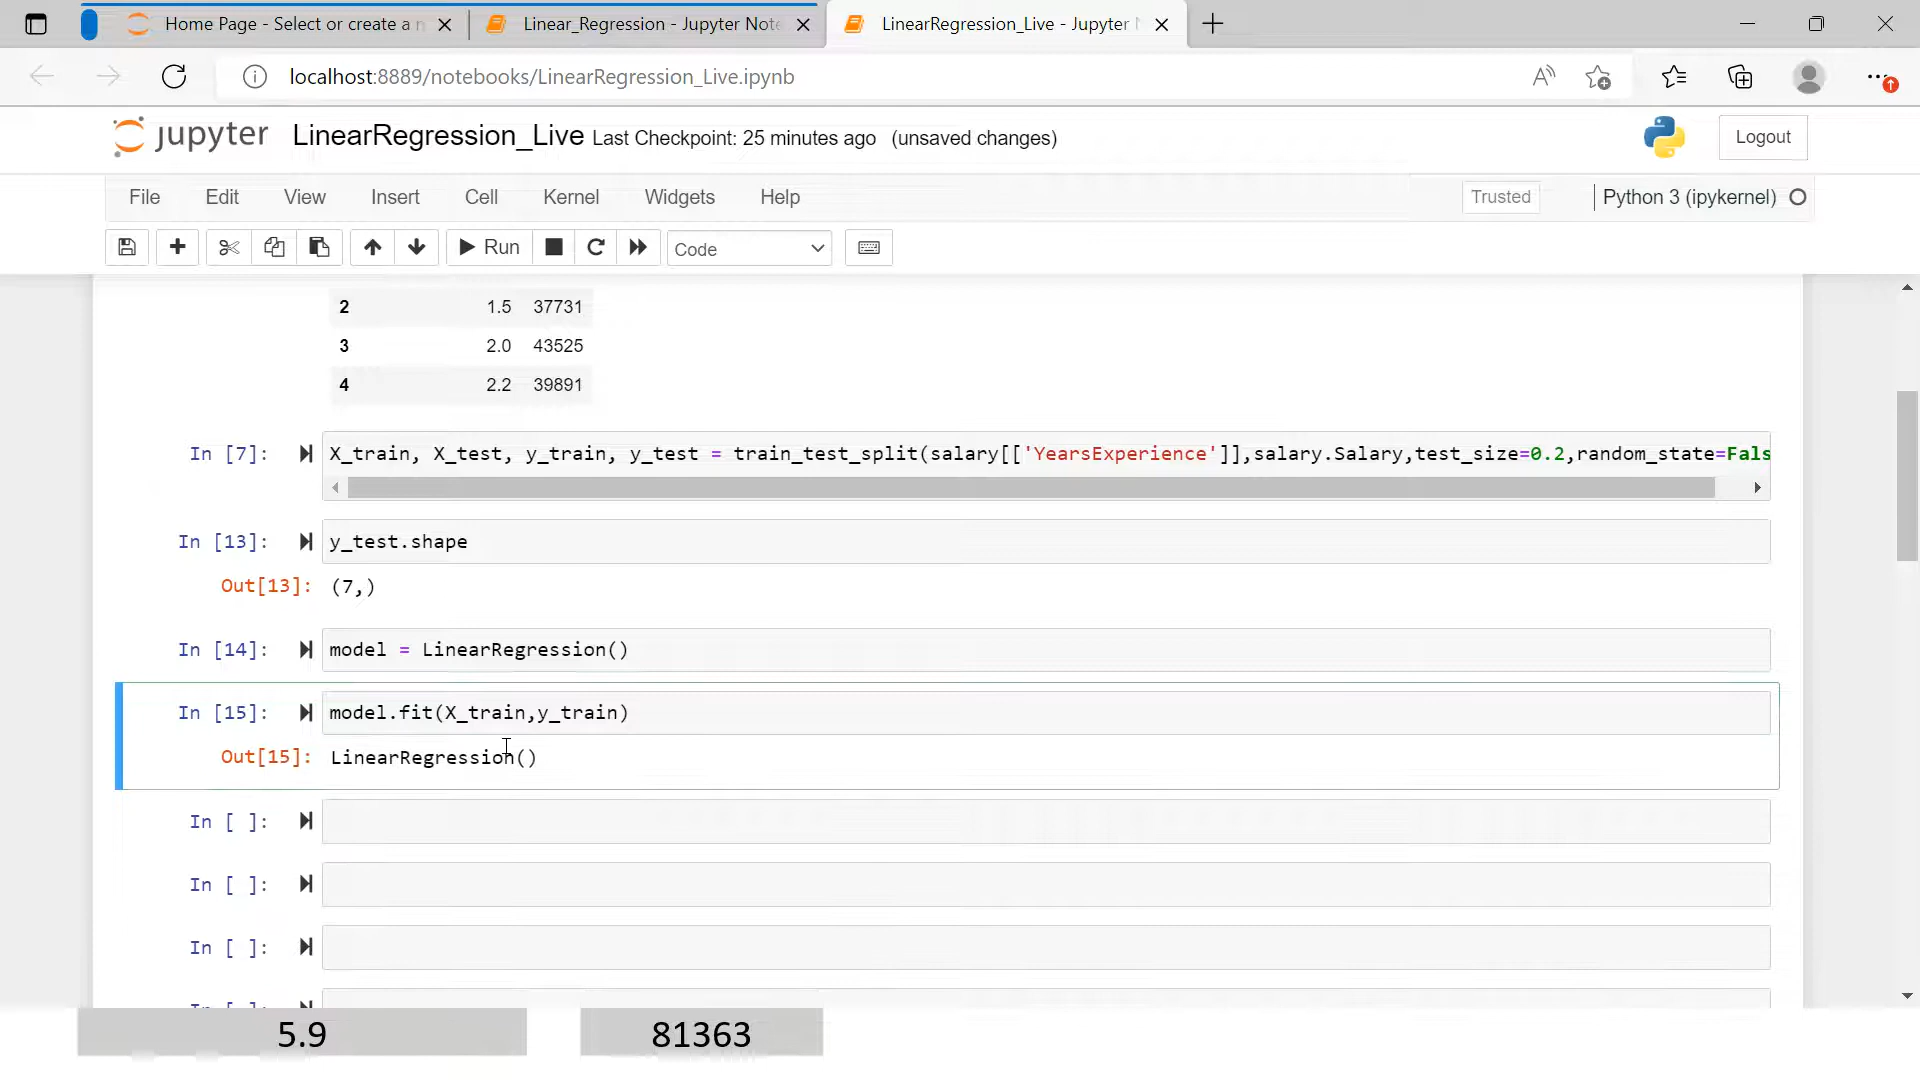 Home Page - Select or create a n
Linear_Regression - Jupyter Note
LinearRegression_Live - Jupyter
localhost:8889/notebooks/LinearRegression_Live.ipynb
jupyter LinearRegression_Live Last Checkpoint: 25 minutes ago (unsaved changes)
Logout
File Edit View Insert Cell Kernel Widgets Help
Trusted
Python 3 (ipykernel)
Run
Code
2 1.5 37731
3 2.0 43525
4 2.2 39891
In [7]: X_train, X_test, y_train, y_test = train_test_split(salary[['YearsExperience']],salary.Salary,test_size=0.2,random_state=Fals
In [13]: y_test.shape
Out[13]: (7,)
In [14]: model = LinearRegression()
In [15]: model.fit(X_train,y_train)
Out[15]: LinearRegression()
In [ ]:
In [ ]:
In [ ]:
5.9 81363